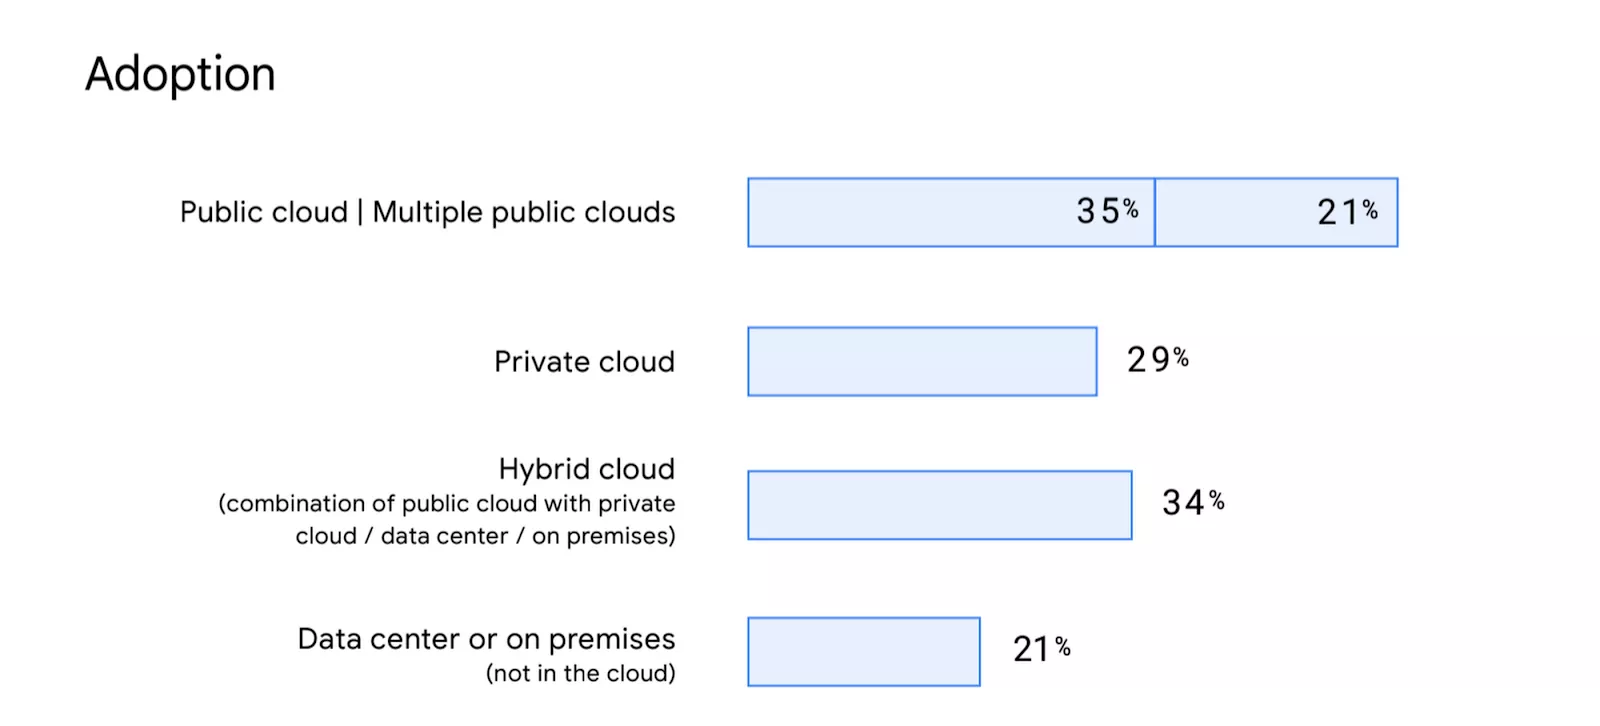 Adoption
Public cloud | Multiple public clouds
35%
21%
Private cloud
29%
Hybrid cloud
(combination of public cloud with private
cloud / data center / on premises)
34%
Data center or on premises
(not in the cloud)
21%